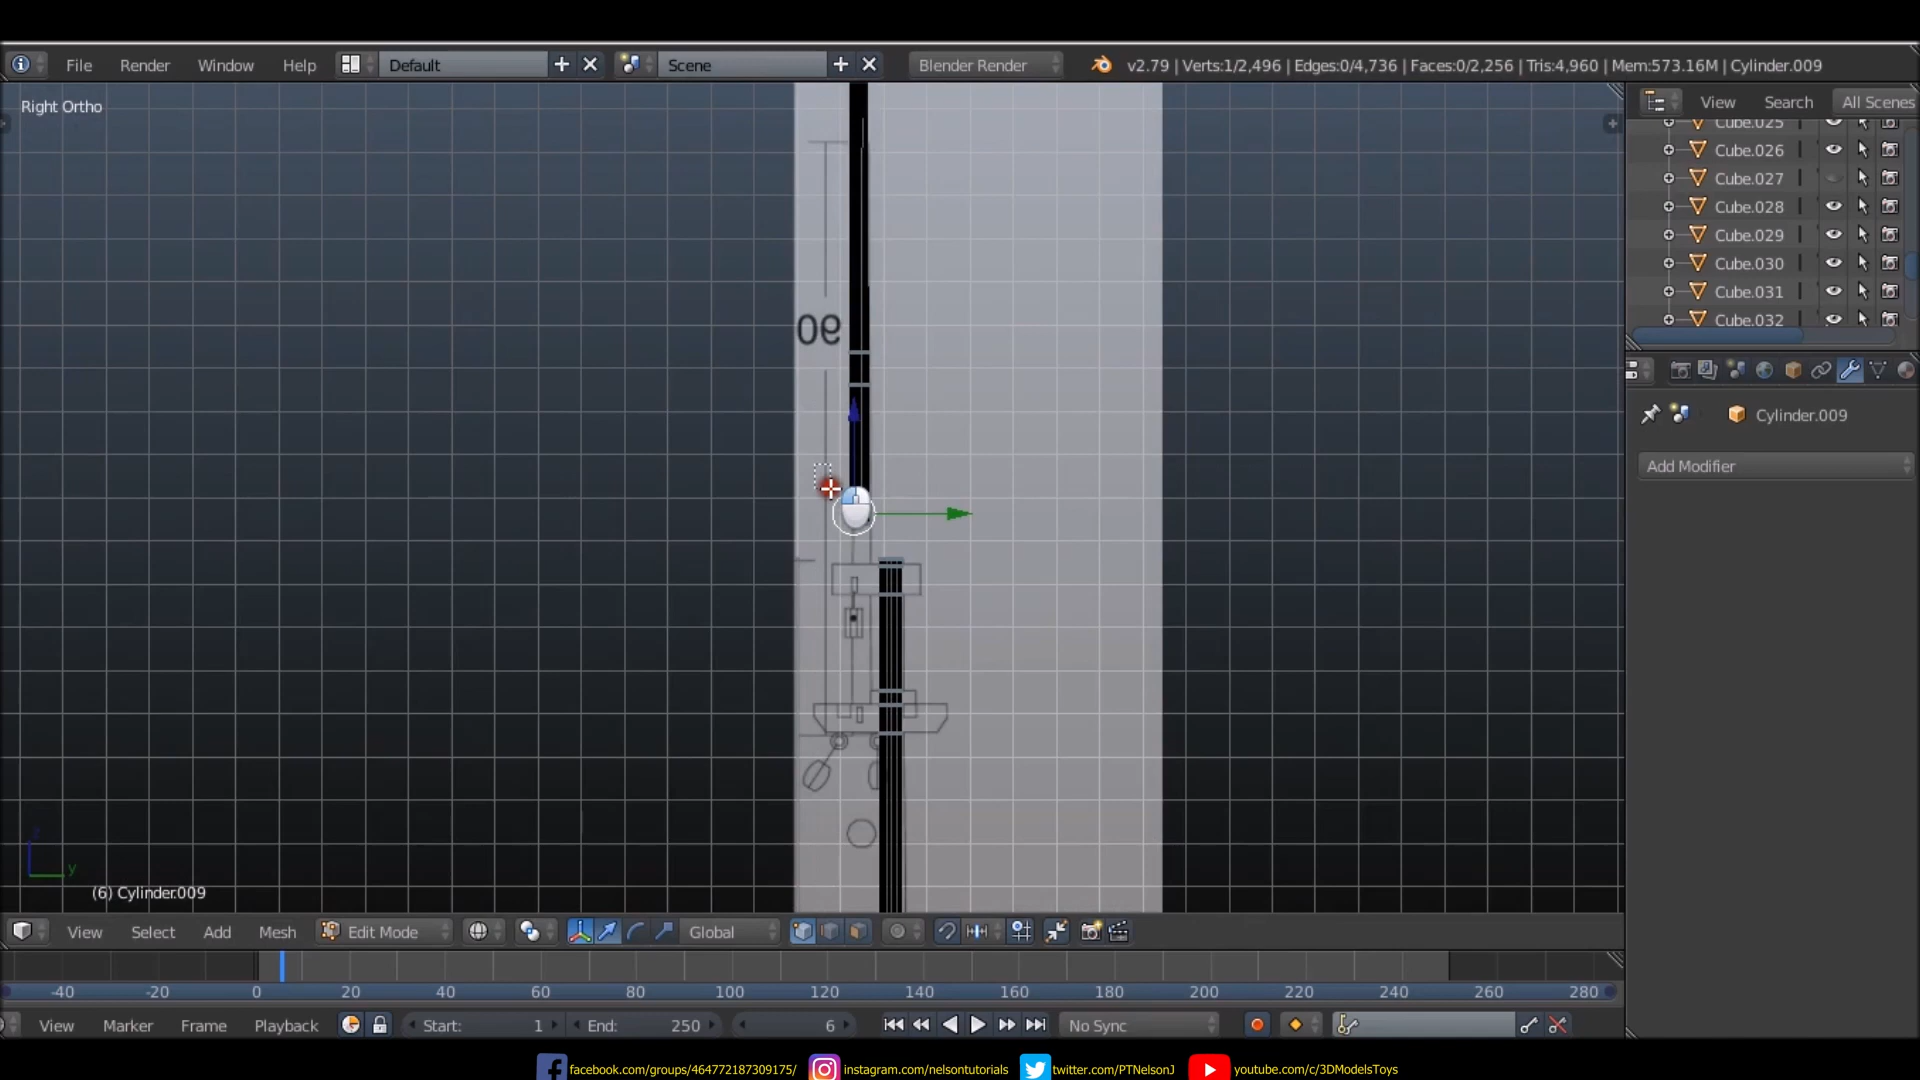 File Render Window Help Default Scene Blender Render v2.79 | Verts:1/2,496 | Edges:0/4,736 | Faces:0/2,256 | Tris:4,960 | Mem:573.16M | Cylinder.009
Right Ortho
View Search All Scenes
Cube.025
Cube.026
Cube.027
Cube.028
Cube.029
Cube.030
Cube.031
Cube.032
90
Cylinder.009
Add Modifier
z
y
(6) Cylinder.009
View Select Add Mesh Edit Mode Global
-40 -20 0 20 40 60 80 100 120 140 160 180 200 220 240 260 280
View Marker Frame Playback Start: 1 End: 250 6 No Sync
facebook.com/groups/464772187309175/ instagram.com/nelsontutorials twitter.com/PTNelsonJ youtube.com/c/3DModelsToys